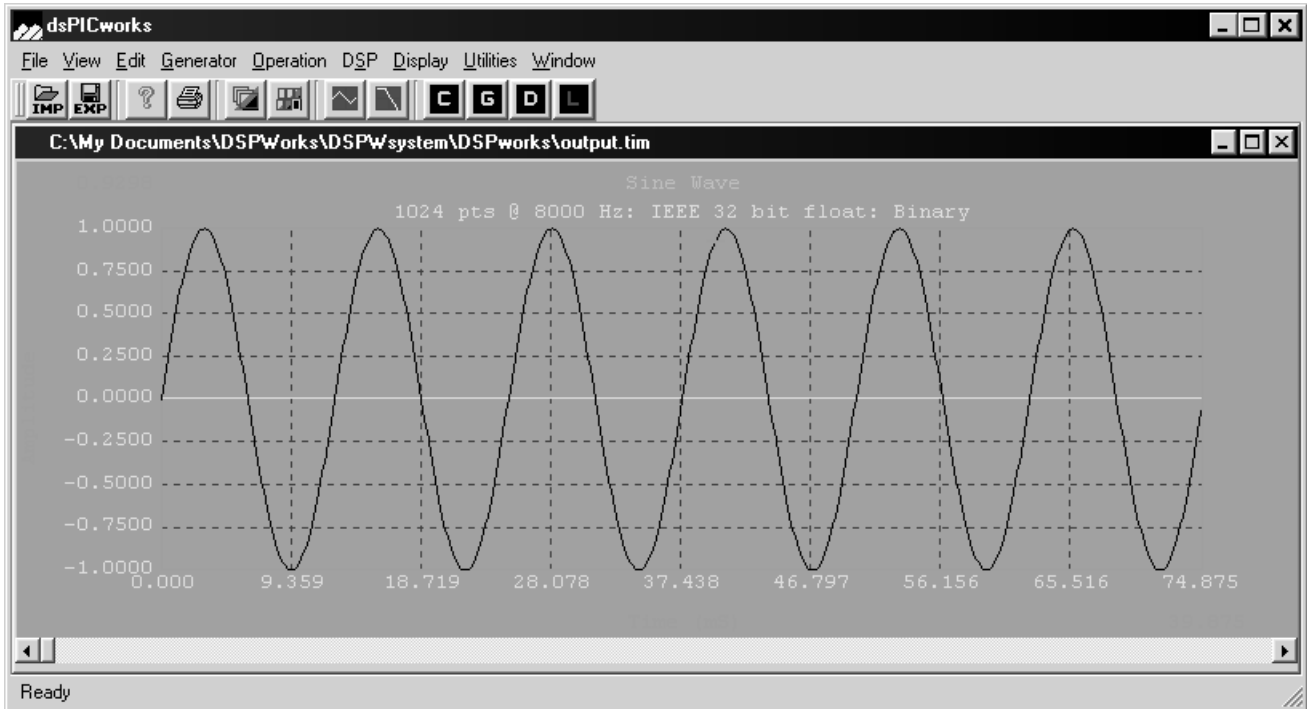 dsPICworks
File View Edit Generator Operation DSP Display Utilities Window
IMP EXP ? C G D L
C:\My Documents\DSPWorks\DSPWsystem\DSPworks\output.tim
Sine Wave
1024 pts @ 8000 Hz: IEEE 32 bit float: Binary
1.0000
0.7500
0.5000
0.2500
0.0000
-0.2500
-0.5000
-0.7500
-1.0000
0.000 9.359 18.719 28.078 37.438 46.797 56.156 65.516 74.875
Ready